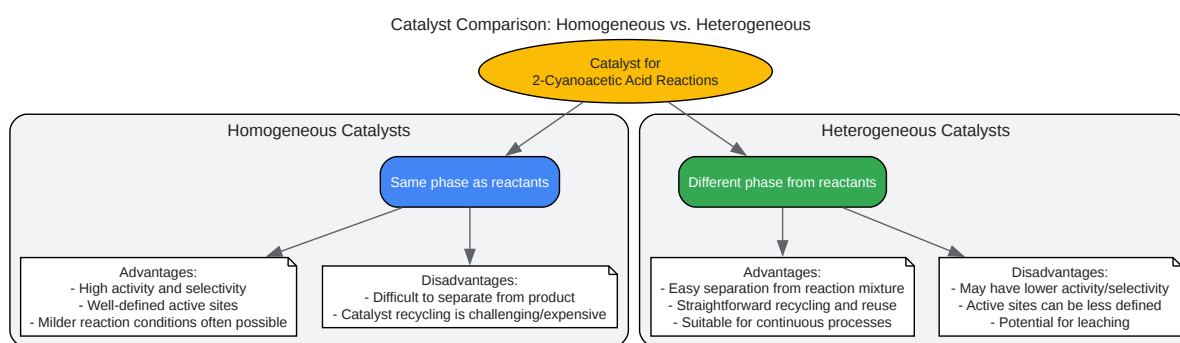 Catalyst Comparison: Homogeneous vs. Heterogeneous
Catalyst for
2-Cyanoacetic Acid Reactions
Homogeneous Catalysts
Same phase as reactants
Advantages:
- High activity and selectivity
- Well-defined active sites
- Milder reaction conditions often possible
Disadvantages:
- Difficult to separate from product
- Catalyst recycling is challenging/expensive
Heterogeneous Catalysts
Different phase from reactants
Advantages:
- Easy separation from reaction mixture
- Straightforward recycling and reuse
- Suitable for continuous processes
Disadvantages:
- May have lower activity/selectivity
- Active sites can be less defined
- Potential for leaching